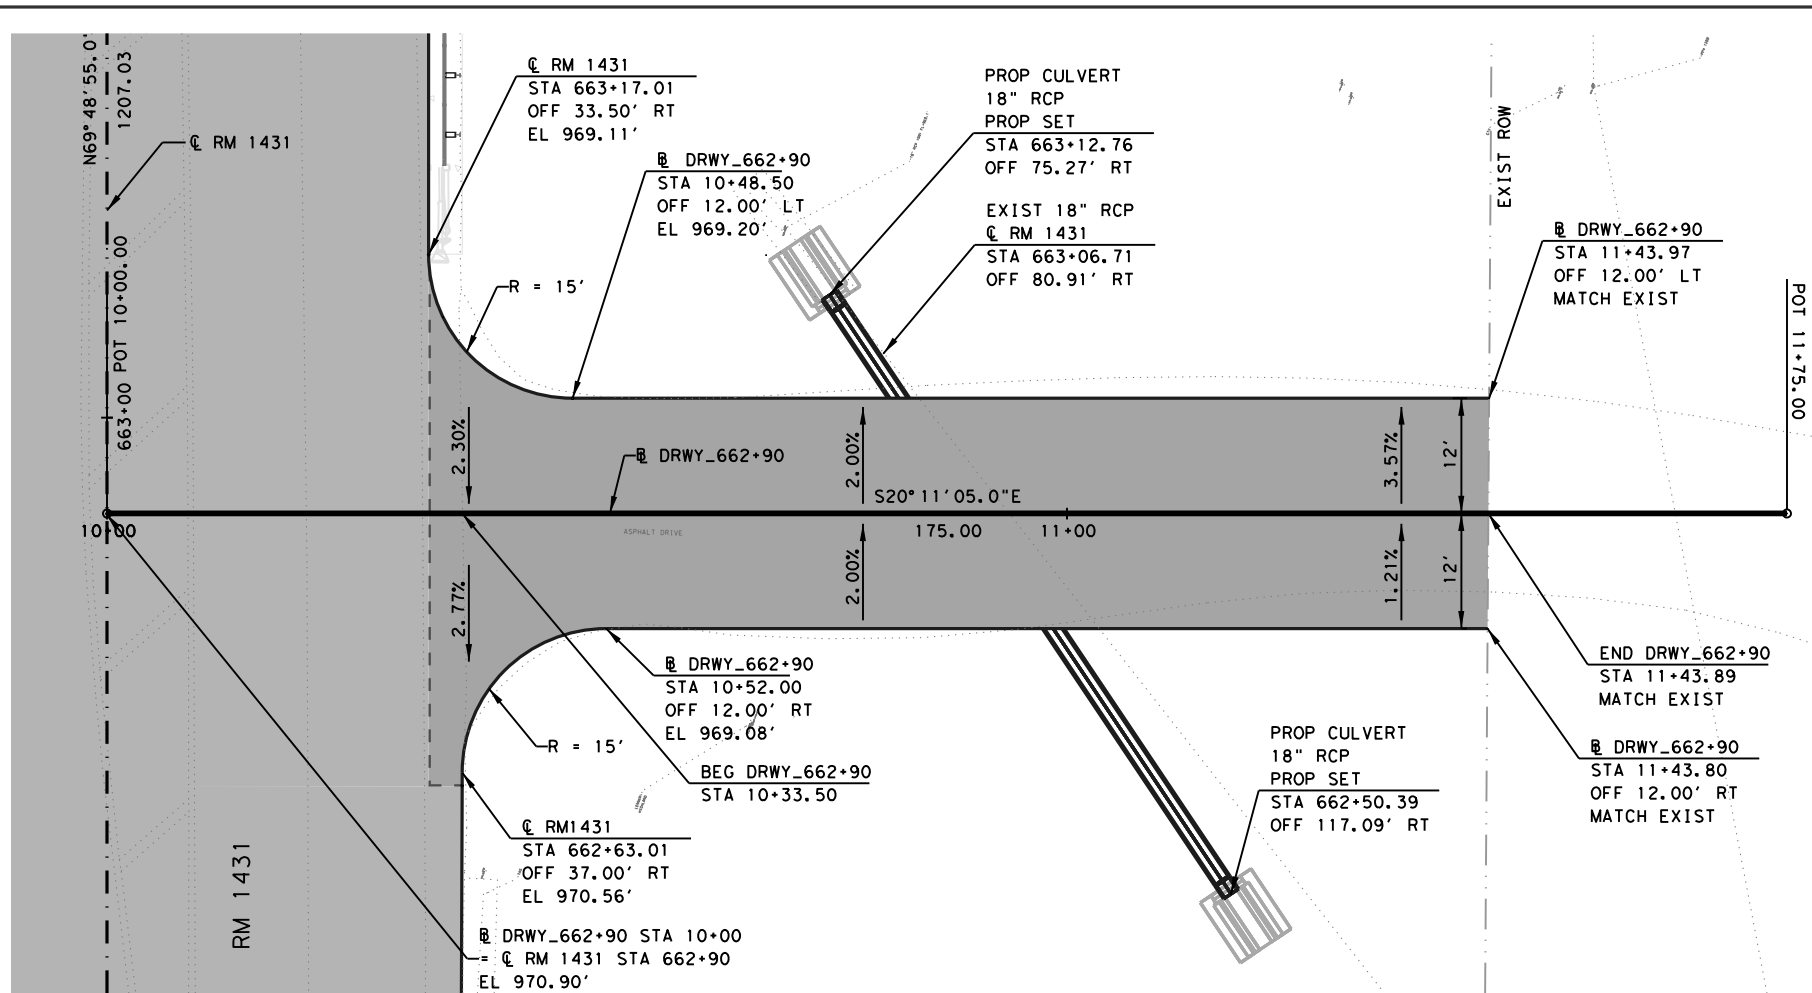 N69°48'55.0"
1207.03
℄ RM 1431
663+00 POT 10+00.00
℄ RM 1431
STA 663+17.01
OFF 33.50' RT
EL 969.11'
℄ DRWY_662+90
STA 10+48.50
OFF 12.00' LT
EL 969.20'
R = 15'
PROP CULVERT
18" RCP
PROP SET
STA 663+12.76
OFF 75.27' RT
EXIST 18" RCP
℄ RM 1431
STA 663+06.71
OFF 80.91' RT
EXIST ROW
℄ DRWY_662+90
STA 11+43.97
OFF 12.00' LT
MATCH EXIST
POT 11+75.00
2.30%
℄ DRWY_662+90
2.00%
S20°11'05.0"E
3.57%
12'
10+00
ASPHALT DRIVE
175.00
11+00
2.77%
2.00%
1.21%
12'
℄ DRWY_662+90
STA 10+52.00
OFF 12.00' RT
EL 969.08'
R = 15'
BEG DRWY_662+90
STA 10+33.50
END DRWY_662+90
STA 11+43.89
MATCH EXIST
PROP CULVERT
18" RCP
PROP SET
STA 662+50.39
OFF 117.09' RT
℄ DRWY_662+90
STA 11+43.80
OFF 12.00' RT
MATCH EXIST
℄ RM1431
STA 662+63.01
OFF 37.00' RT
EL 970.56'
RM 1431
℄ DRWY_662+90 STA 10+00
= ℄ RM 1431 STA 662+90
EL 970.90'